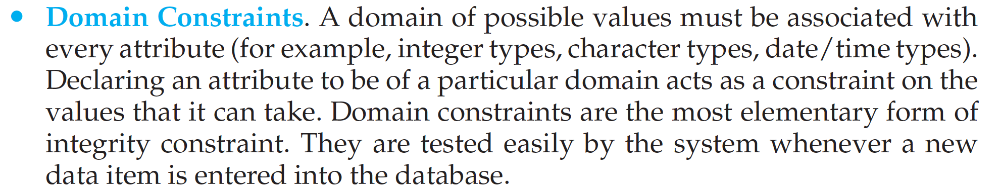 • Domain Constraints. A domain of possible values must be associated with
every attribute (for example, integer types, character types, date/time types).
Declaring an attribute to be of a particular domain acts as a constraint on the
values that it can take. Domain constraints are the most elementary form of
integrity constraint. They are tested easily by the system whenever a new
data item is entered into the database.